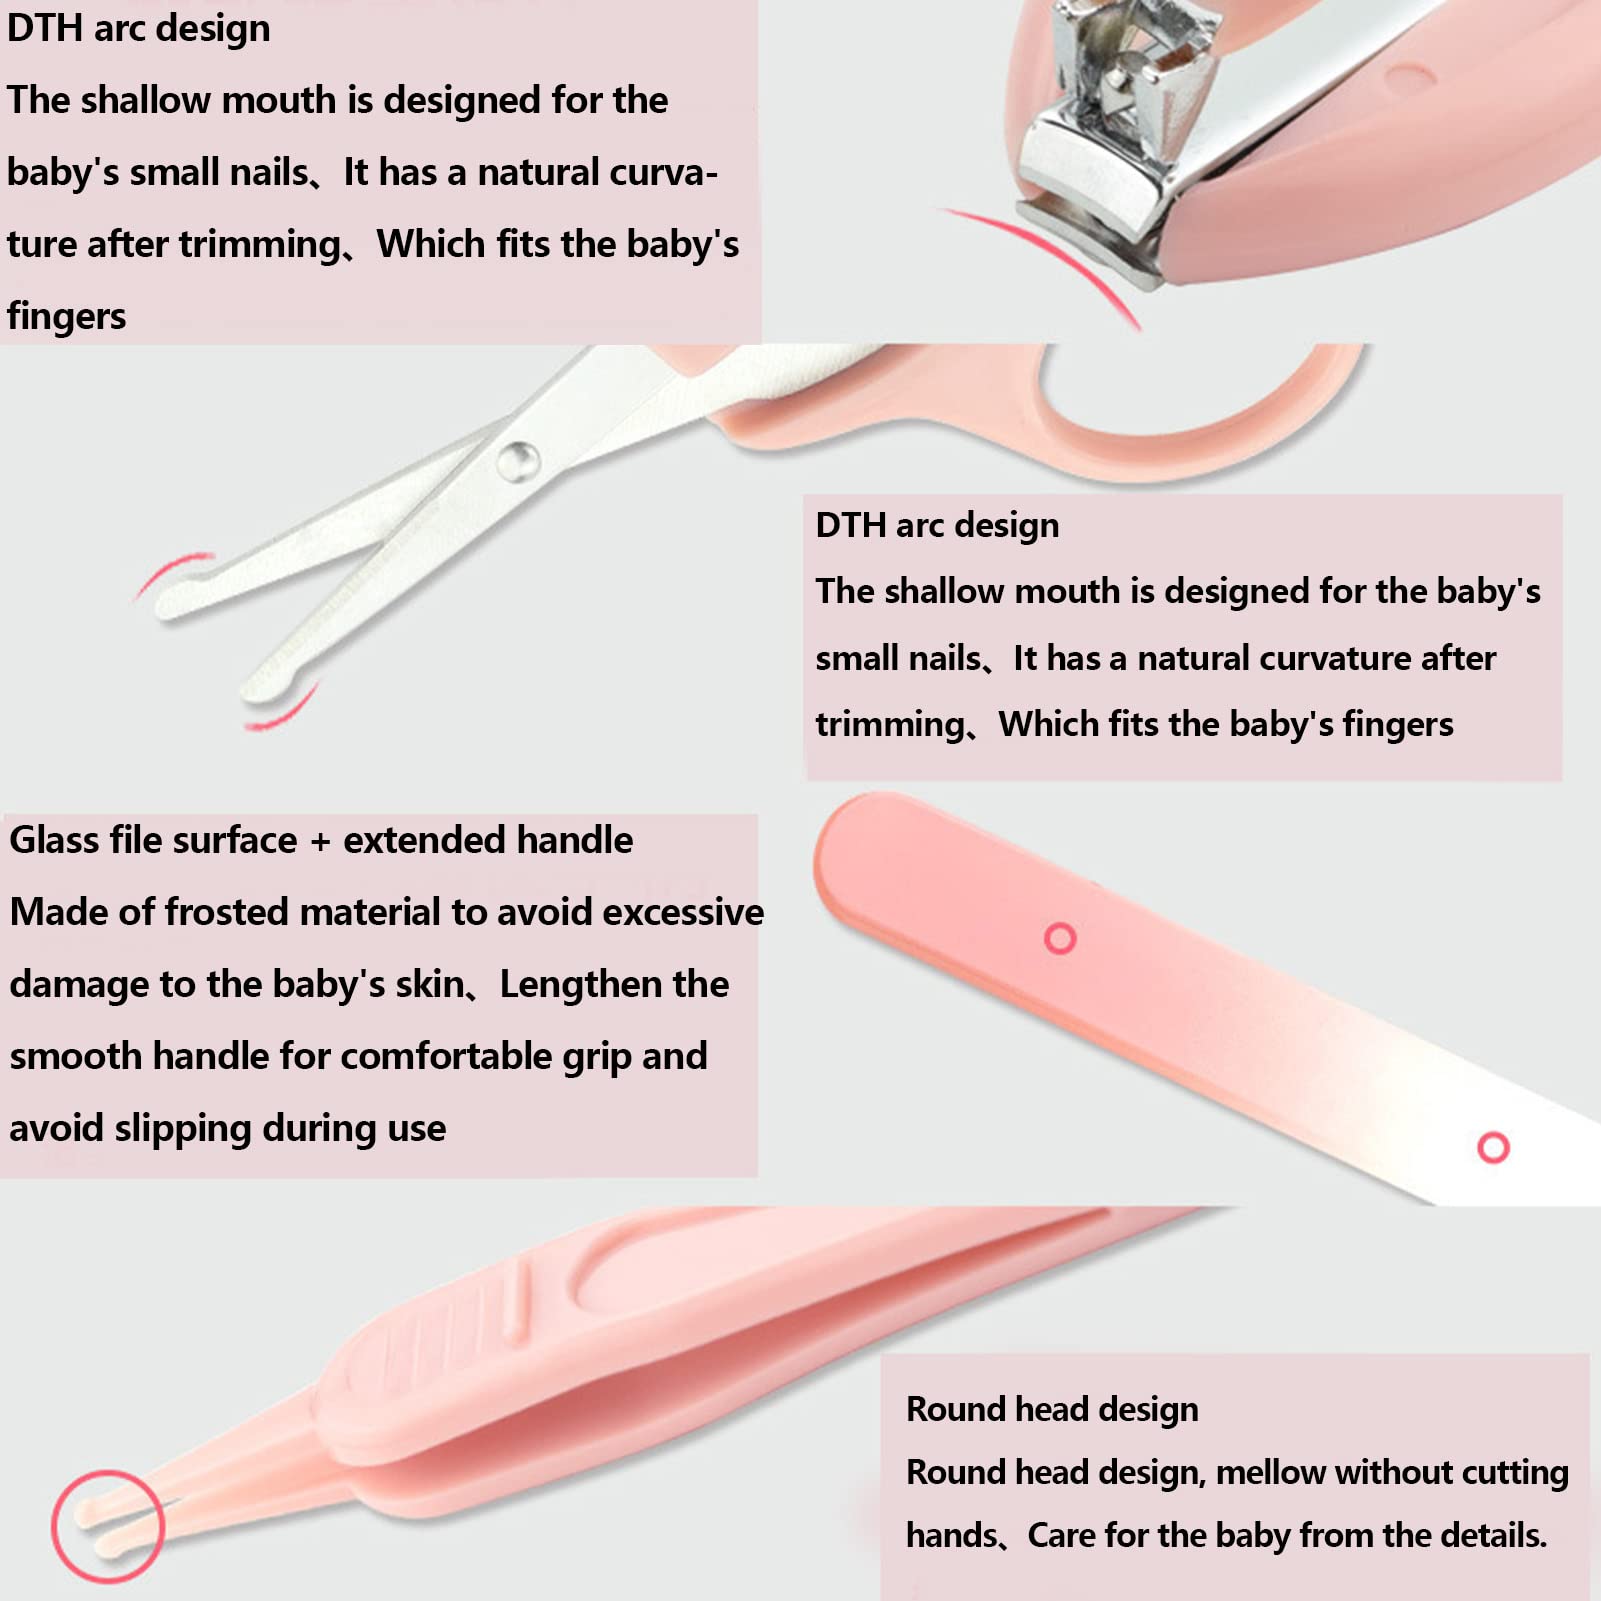 DTH arc design
The shallow mouth is designed for the
baby's small nails、It has a natural curva-
ture after trimming、Which fits the baby's
fingers
DTH arc design
The shallow mouth is designed for the baby's
small nails、It has a natural curvature after
trimming、Which fits the baby's fingers
Glass file surface + extended handle
Made of frosted material to avoid excessive
damage to the baby's skin、Lengthen the
smooth handle for comfortable grip and
avoid slipping during use
Round head design
Round head design, mellow without cutting
hands、Care for the baby from the details.